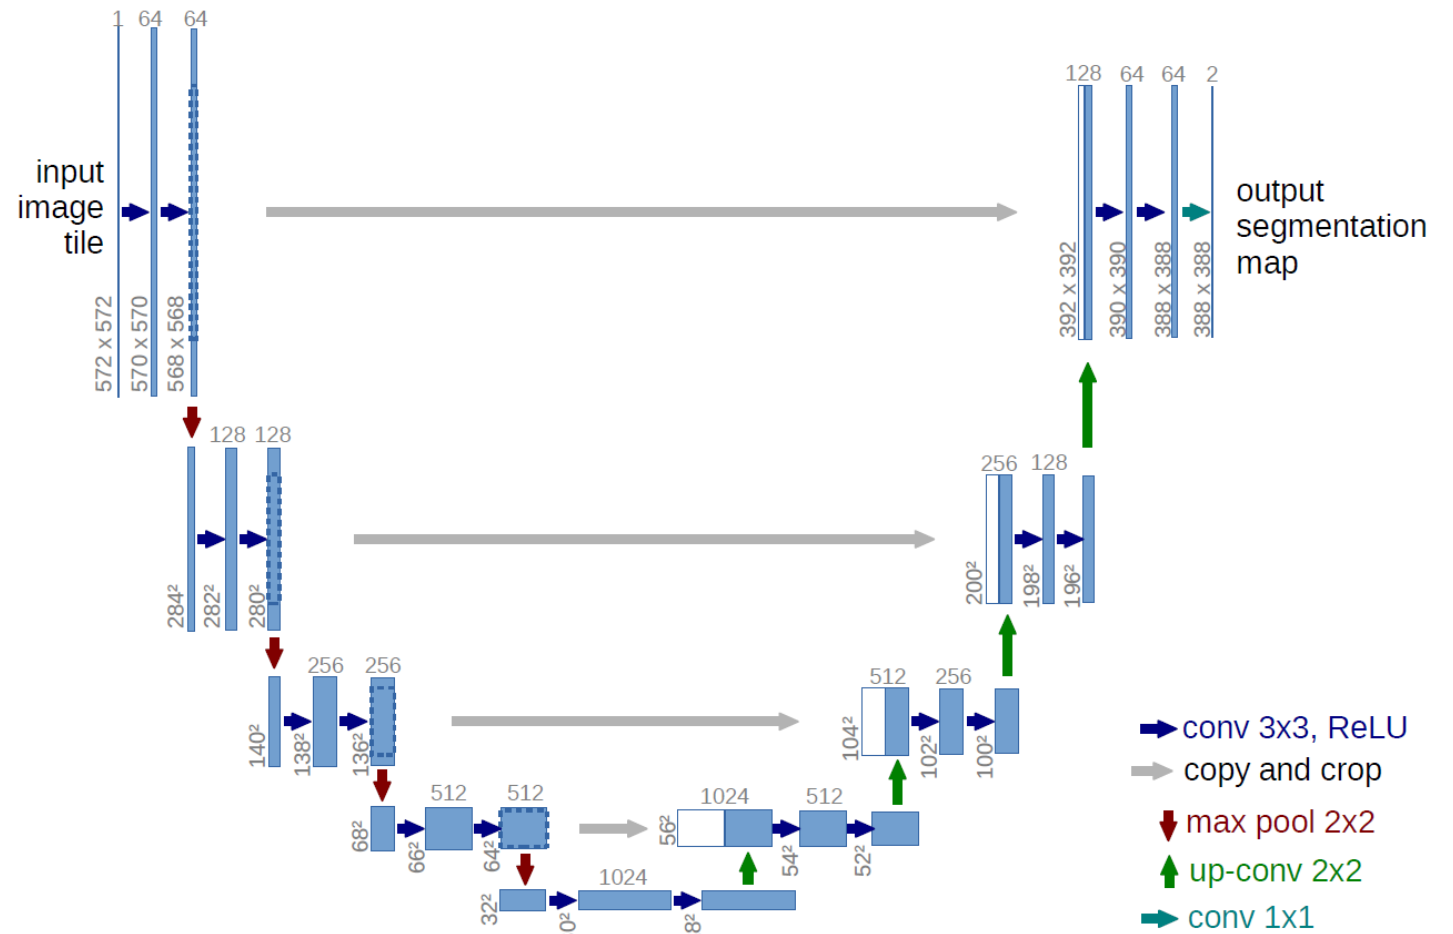 1 64 64
input
image
tile
572 x 572
570 x 570
568 x 568
128 64 64 2
392 x 392
390 x 390
388 x 388
388 x 388
output
segmentation
map
128 128
284²
282²
280²
256 128
200²
198²
196²
256 256
140²
138²
136²
512 256
104²
102²
100²
512 512
68²
66²
64²
1024 512
56²
54²
52²
1024
32²
0²
8²
conv 3x3, ReLU
copy and crop
max pool 2x2
up-conv 2x2
conv 1x1